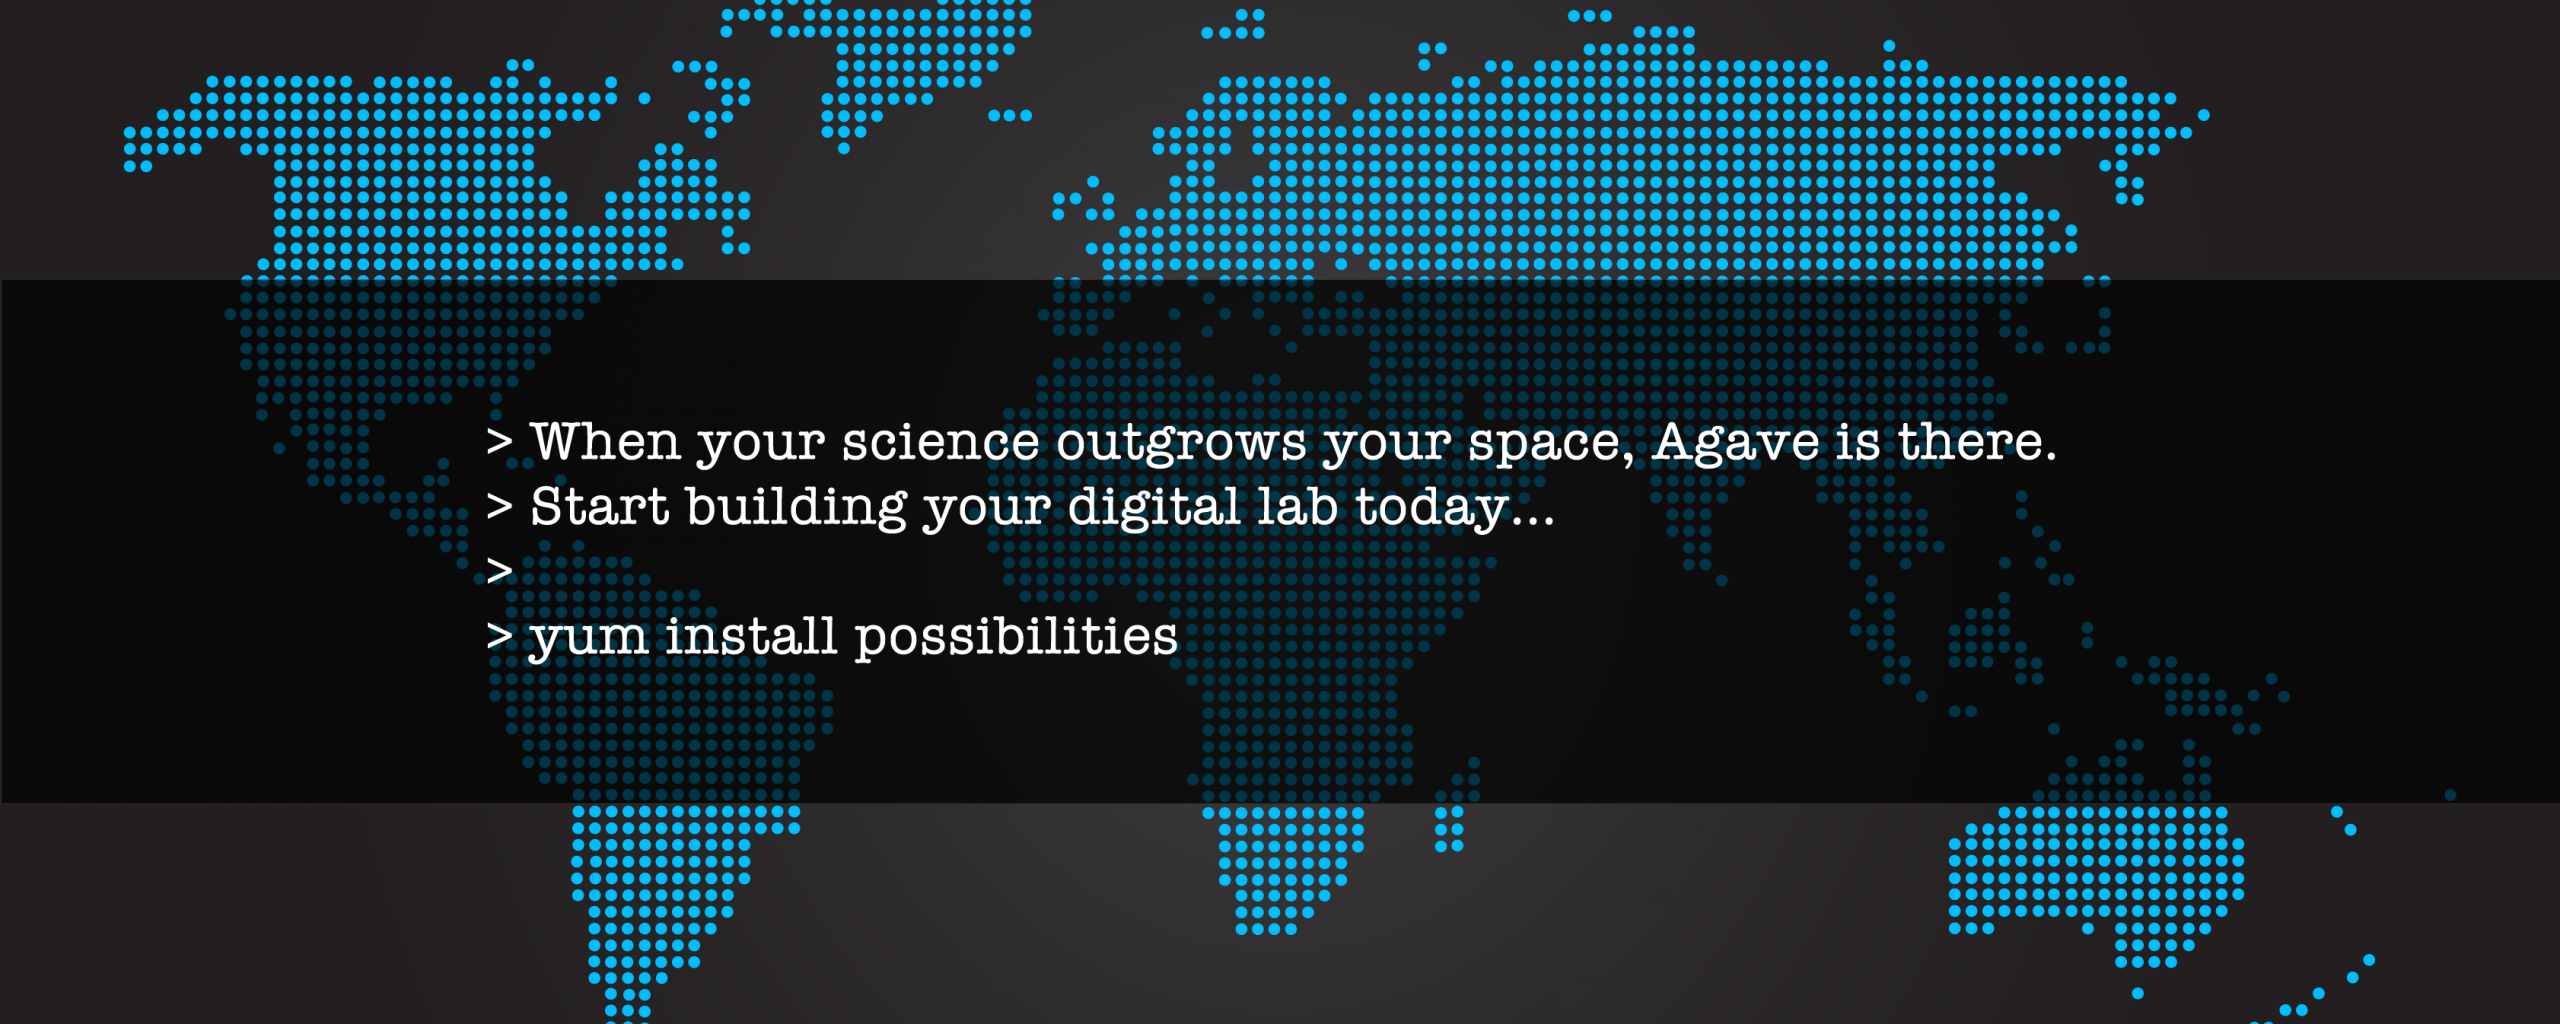 > When your science outgrows your space, Agave is there.
> Start building your digital lab today...
>
> yum install possibilities